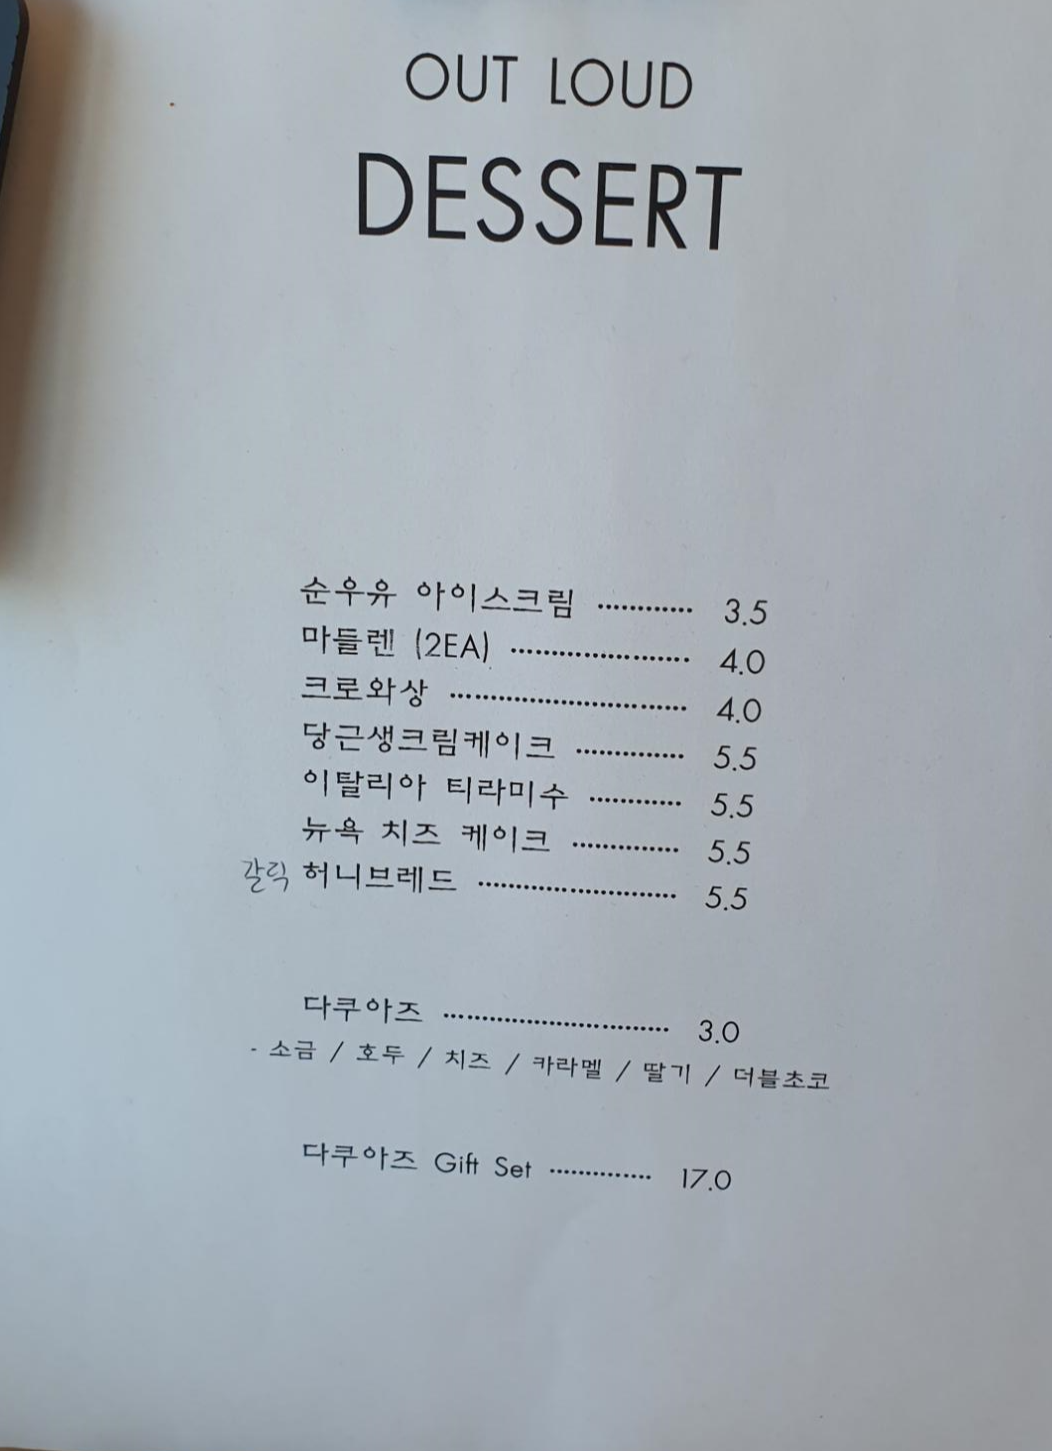 OUT LOUD
DESSERT
순우유 아이스크림 ············ 3.5
마들렌 (2EA) ······················ 4.0
크로와상 ····························· 4.0
당근생크림케이크 ·············· 5.5
이탈리아 티라미수 ············ 5.5
뉴욕 치즈 케이크 ·············· 5.5
갈릭 허니브레드 ························· 5.5
다쿠아즈 ····························· 3.0
- 소금 / 호두 / 치즈 / 카라멜 / 딸기 / 더블초코
다쿠아즈 Gift Set ·············· 17.0